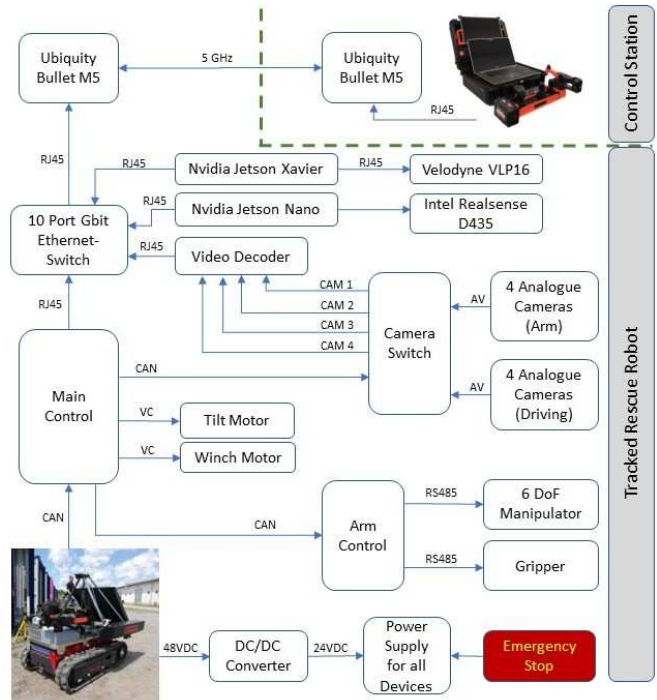 Ubiquity
Bullet M5
5 GHz
Ubiquity
Bullet M5
RJ45
Control Station
RJ45
RJ45
Nvidia Jetson Xavier
RJ45
Velodyne VLP16
10 Port Gbit
Ethernet-
Switch
RJ45
Nvidia Jetson Nano
Intel Realsense
D435
RJ45
Video Decoder
RJ45
CAM 1
CAM 2
CAM 3
CAM 4
Camera
Switch
AV
4 Analogue
Cameras
(Arm)
AV
4 Analogue
Cameras
(Driving)
Main
Control
CAN
VC
Tilt Motor
VC
Winch Motor
Tracked Rescue Robot
CAN
CAN
Arm
Control
RS485
6 DoF
Manipulator
RS485
Gripper
48VDC
DC/DC
Converter
24VDC
Power
Supply
for all
Devices
Emergency
Stop